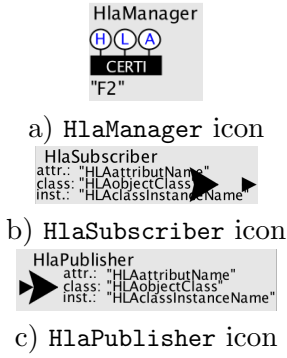 HlaManager
H L A
CERTI
"F2"
a) HlaManager icon
HlaSubscriber
attr.: "HLAattributName"
class: "HLAobjectClass"
inst.: "HLAclassInstanceName"
b) HlaSubscriber icon
HlaPublisher
attr.: "HLAattributName"
class: "HLAobjectClass"
inst.: "HLAclassInstanceName"
c) HlaPublisher icon